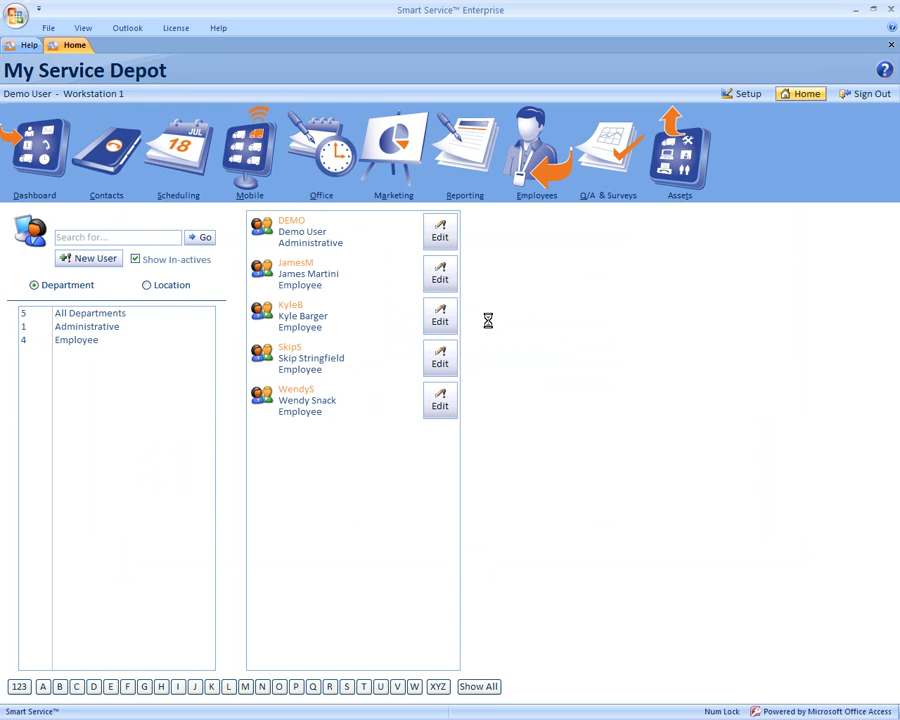 Smart Service™ Enterprise
File View Outlook License Help
Help Home
My Service Depot
Demo User - Workstation 1
Setup Home Sign Out
JUL
18
Dashboard Contacts Scheduling Mobile Office Marketing Reporting Employees Q/A & Surveys Assets
Search for... Go
New User Show In-actives
Department Location
5 All Departments
1 Administrative
4 Employee
DEMO
Demo User
Administrative
Edit
JamesM
James Martini
Employee
Edit
KyleB
Kyle Barger
Employee
Edit
SkipS
Skip Stringfield
Employee
Edit
WendyS
Wendy Snack
Employee
Edit
123 A B C D E F G H I J K L M N O P Q R S T U V W XYZ Show All
Smart Service™ Num Lock Powered by Microsoft Office Access